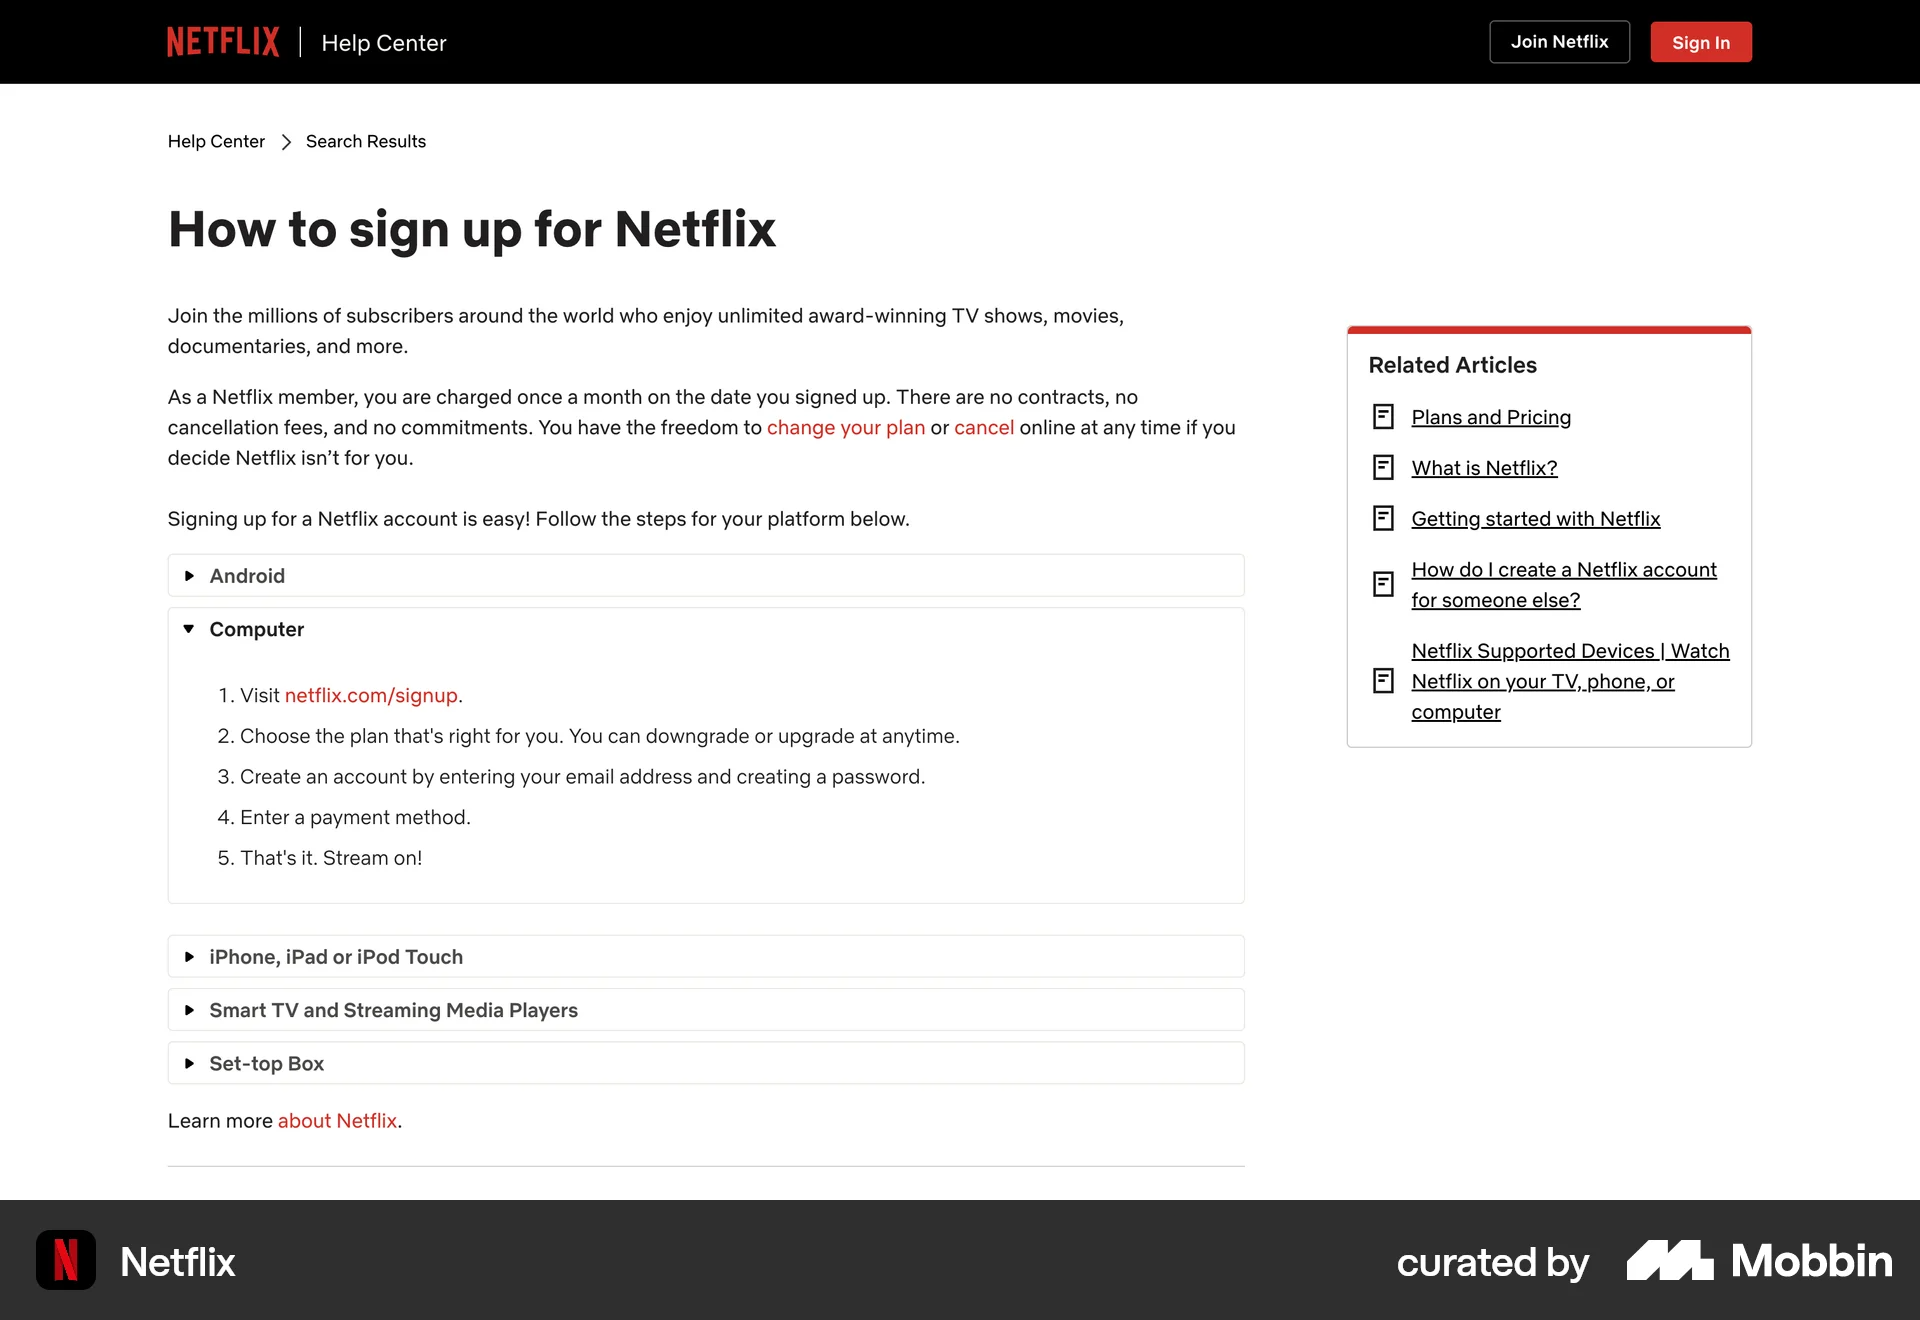 NETFLIX
Help Center
Join Netflix
Sign In
Help Center
Search Results
How to sign up for Netflix
Join the millions of subscribers around the world who enjoy unlimited award-winning TV shows, movies,
documentaries, and more.
As a Netflix member, you are charged once a month on the date you signed up. There are no contracts, no
cancellation fees, and no commitments. You have the freedom to change your plan or cancel online at any time if you
decide Netflix isn’t for you.
Signing up for a Netflix account is easy! Follow the steps for your platform below.
Android
Computer
1. Visit netflix.com/signup.
2. Choose the plan that's right for you. You can downgrade or upgrade at anytime.
3. Create an account by entering your email address and creating a password.
4. Enter a payment method.
5. That's it. Stream on!
iPhone, iPad or iPod Touch
Smart TV and Streaming Media Players
Set-top Box
Learn more about Netflix.
Related Articles
Plans and Pricing
What is Netflix?
Getting started with Netflix
How do I create a Netflix account
for someone else?
Netflix Supported Devices | Watch
Netflix on your TV, phone, or
computer
N
Netflix
curated by
Mobbin